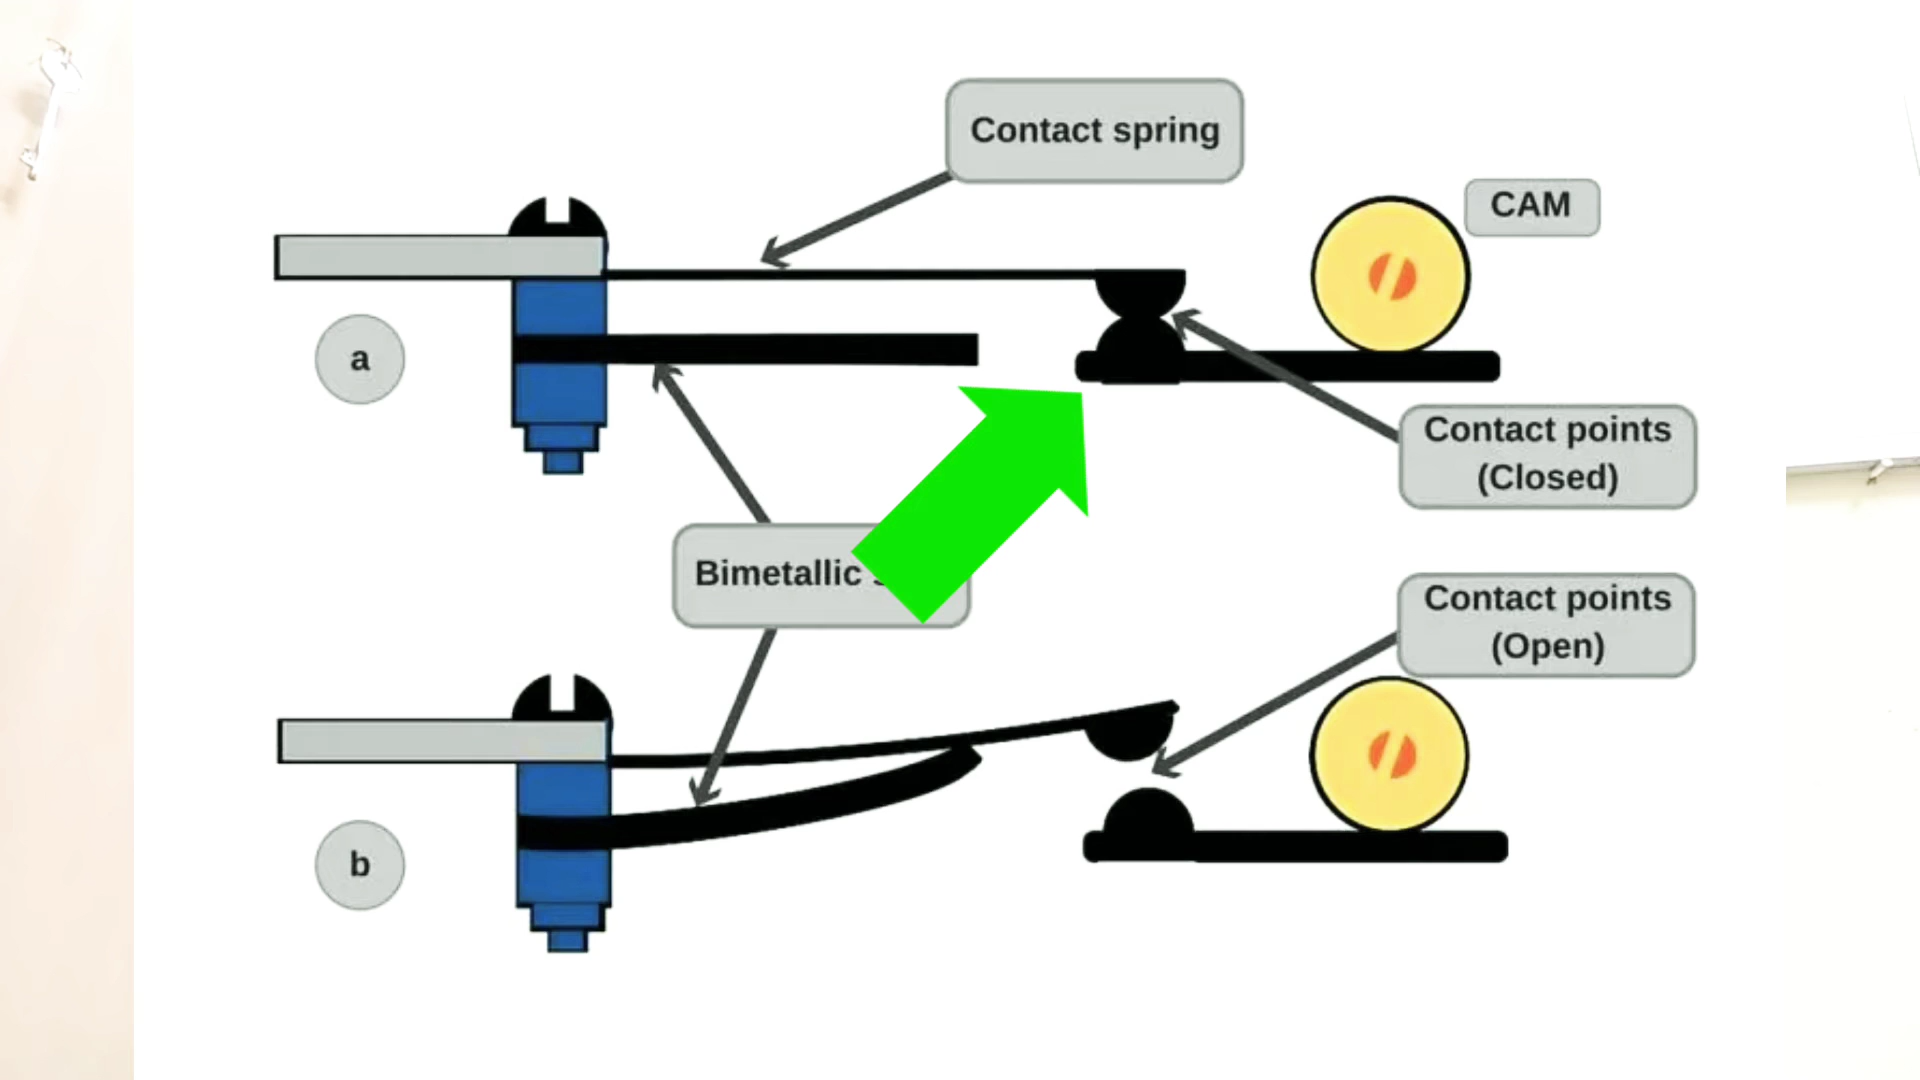 Contact spring
CAM
a
Contact points
(Closed)
Bimetallic
Contact points
(Open)
b